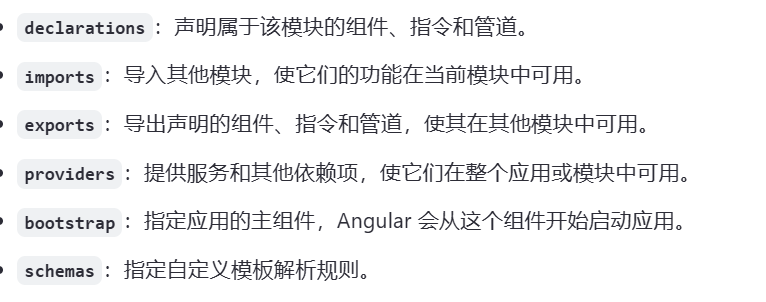 • declarations：声明属于该模块的组件、指令和管道。
• imports：导入其他模块，使它们的功能在当前模块中可用。
• exports：导出声明的组件、指令和管道，使其在其他模块中可用。
• providers：提供服务和其他依赖项，使它们在整个应用或模块中可用。
• bootstrap：指定应用的主组件，Angular 会从这个组件开始启动应用。
• schemas：指定自定义模板解析规则。